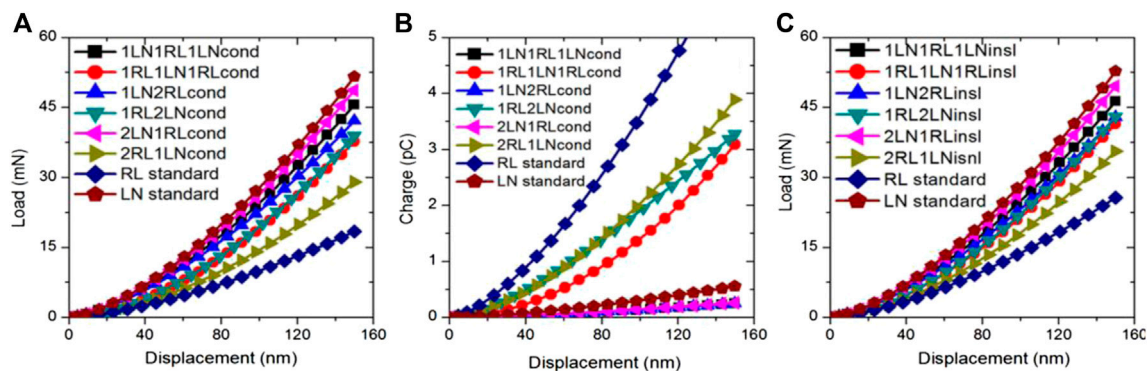 A
60
45
30
15
0
Load (mN)
1LN1RL1LNcond
1RL1LN1RLcond
1LN2RLcond
1RL2LNcond
2LN1RLcond
2RL1LNcond
RL standard
LN standard
0 40 80 120 160
Displacement (nm)
B
5
4
3
2
1
0
Charge (pC)
1LN1RL1LNcond
1RL1LN1RLcond
1LN2RLcond
1RL2LNcond
2LN1RLcond
2RL1LNcond
RL standard
LN standard
0 40 80 120 160
Displacement (nm)
C
60
45
30
15
0
Load (mN)
1LN1RL1LNinsl
1RL1LN1RLinsl
1LN2RLinsl
1RL2LNinsl
2LN1RLinsl
2RL1LNisnl
RL standard
LN standard
0 40 80 120 160
Displacement (nm)